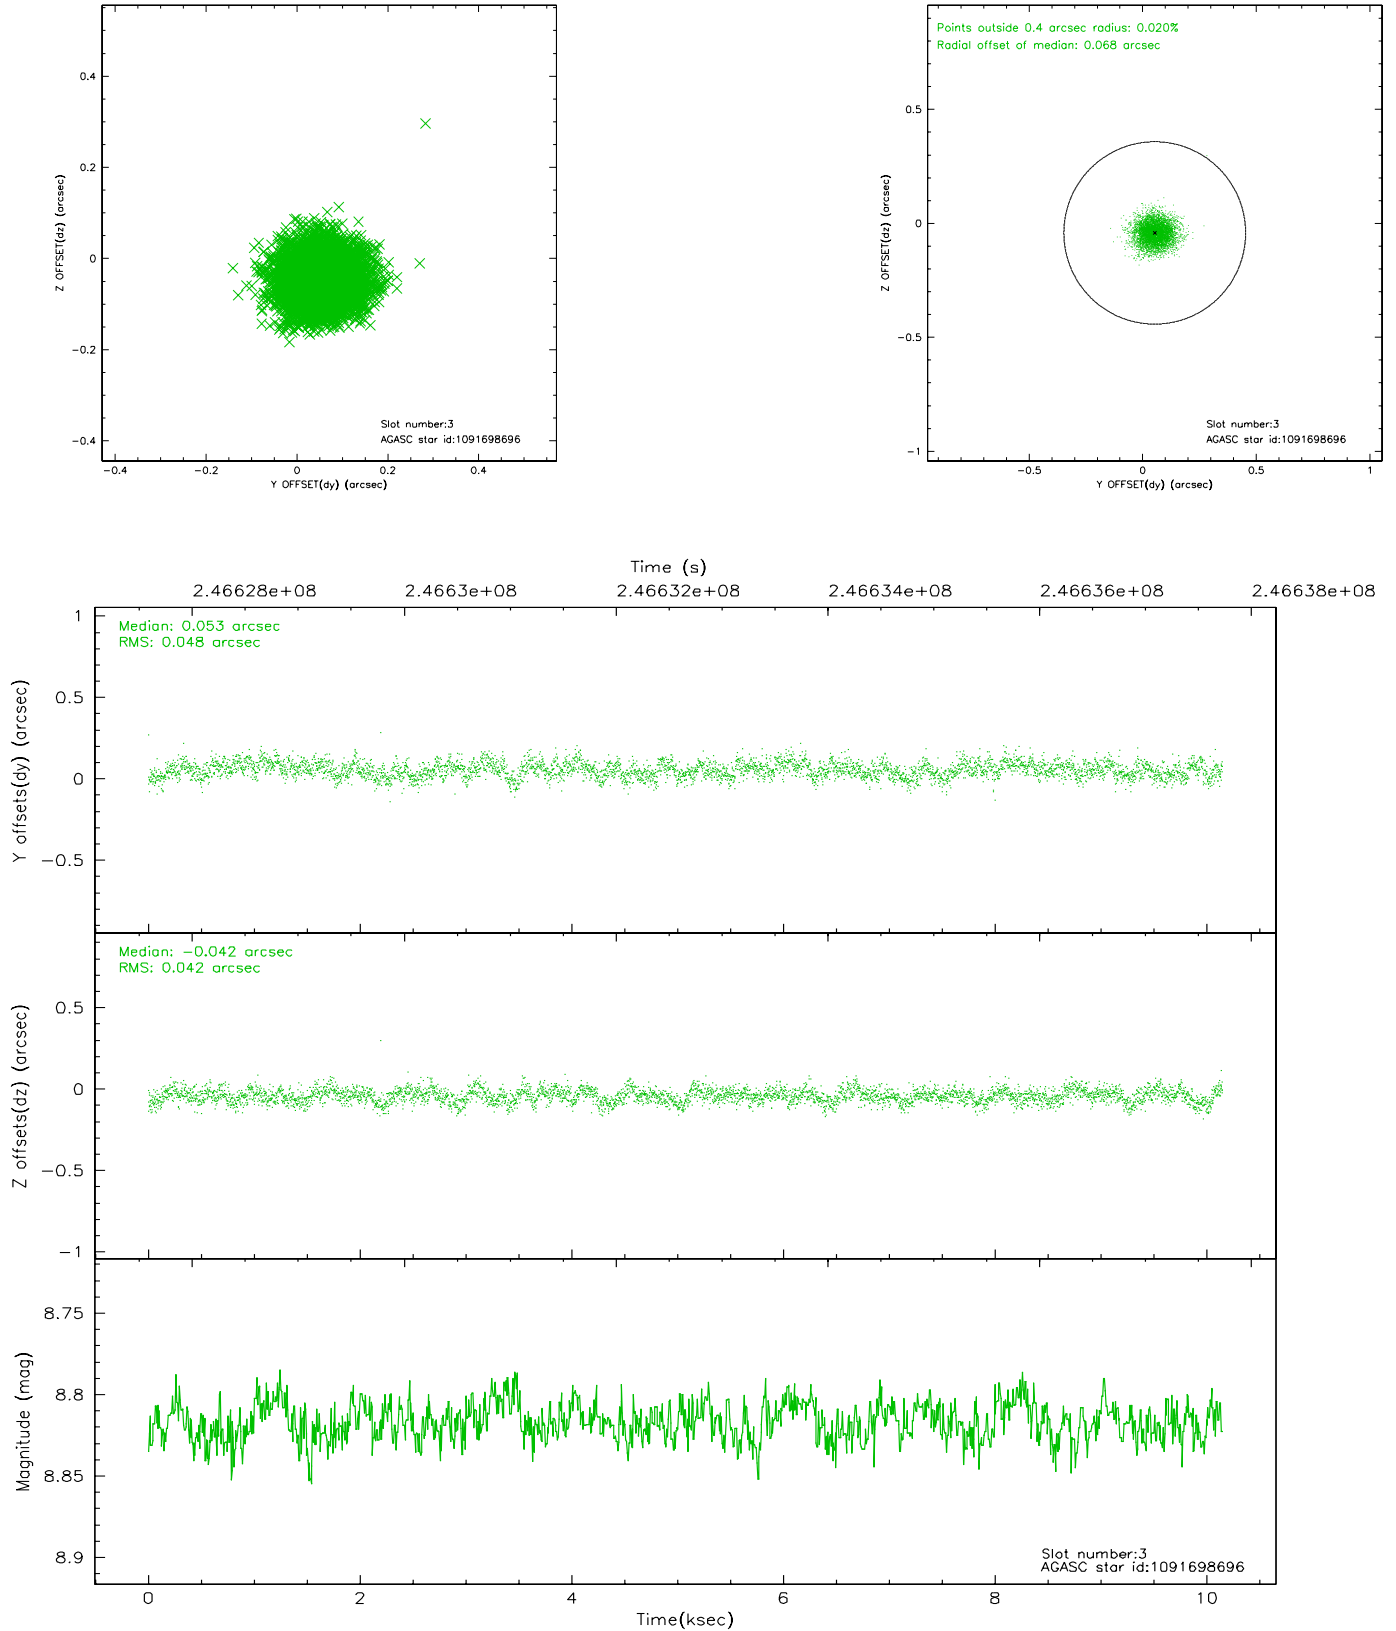 0.4
0.2
0
−0.2
−0.4
Z OFFSET(dz) (arcsec)
Slot number:3
AGASC star id:1091698696
−0.4 −0.2 0 0.2 0.4
Y OFFSET(dy) (arcsec)
Points outside 0.4 arcsec radius: 0.020%
Radial offset of median: 0.068 arcsec
0.5
0
−0.5
−1
Z OFFSET(dz) (arcsec)
Slot number:3
AGASC star id:1091698696
−0.5 0 0.5 1
Y OFFSET(dy) (arcsec)
Time (s)
2.46628e+08 2.4663e+08 2.46632e+08 2.46634e+08 2.46636e+08 2.46638e+08
Median: 0.053 arcsec
RMS: 0.048 arcsec
1
0.5
0
−0.5
Y offsets(dy) (arcsec)
Median: −0.042 arcsec
RMS: 0.042 arcsec
0.5
0
−0.5
−1
Z offsets(dz) (arcsec)
8.75
8.8
8.85
8.9
Magnitude (mag)
Slot number:3
AGASC star id:1091698696
0 2 4 6 8 10
Time(ksec)